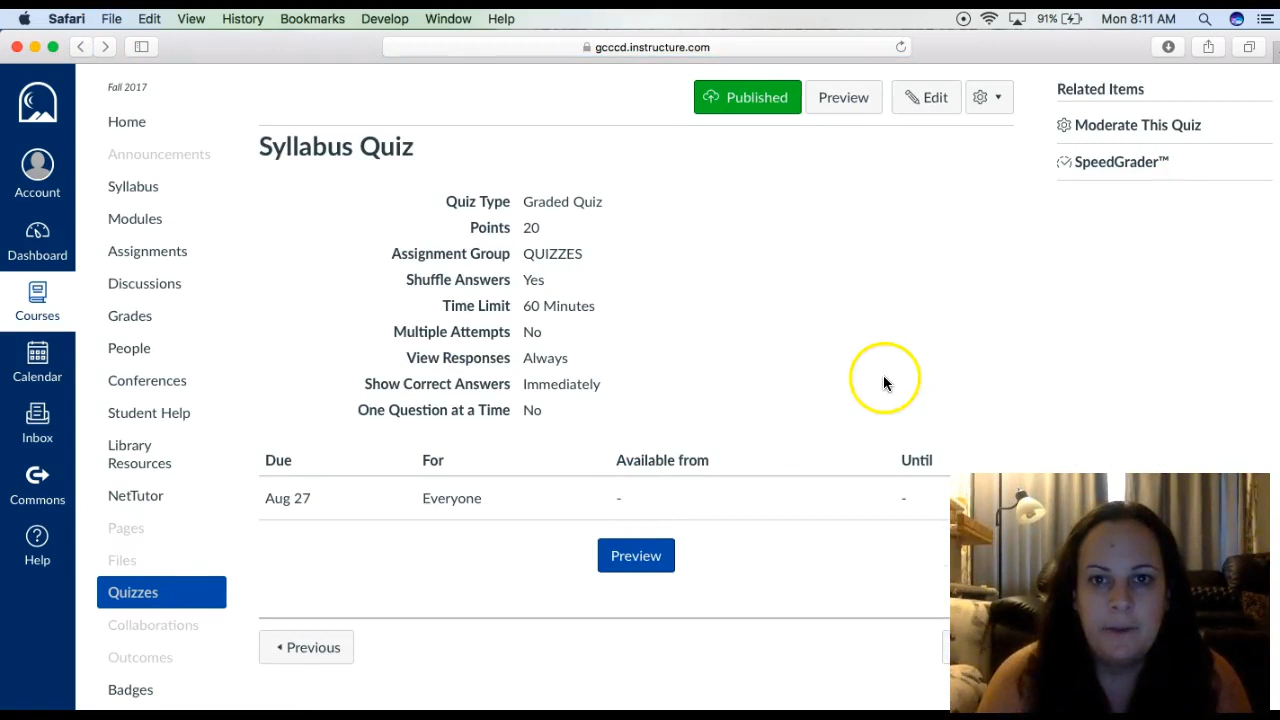 Safari File Edit View History Bookmarks Develop Window Help 91% Mon 8:11 AM
gcccd.instructure.com
Account
Dashboard
Courses
Calendar
Inbox
Commons
Help
Fall 2017
Home
Announcements
Syllabus
Modules
Assignments
Discussions
Grades
People
Conferences
Student Help
Library
Resources
NetTutor
Pages
Files
Quizzes
Collaborations
Outcomes
Badges
Published Preview Edit
Syllabus Quiz
Quiz Type Graded Quiz
Points 20
Assignment Group QUIZZES
Shuffle Answers Yes
Time Limit 60 Minutes
Multiple Attempts No
View Responses Always
Show Correct Answers Immediately
One Question at a Time No
Due For Available from Until
Aug 27 Everyone - -
Preview
Previous
Related Items
Moderate This Quiz
SpeedGrader™